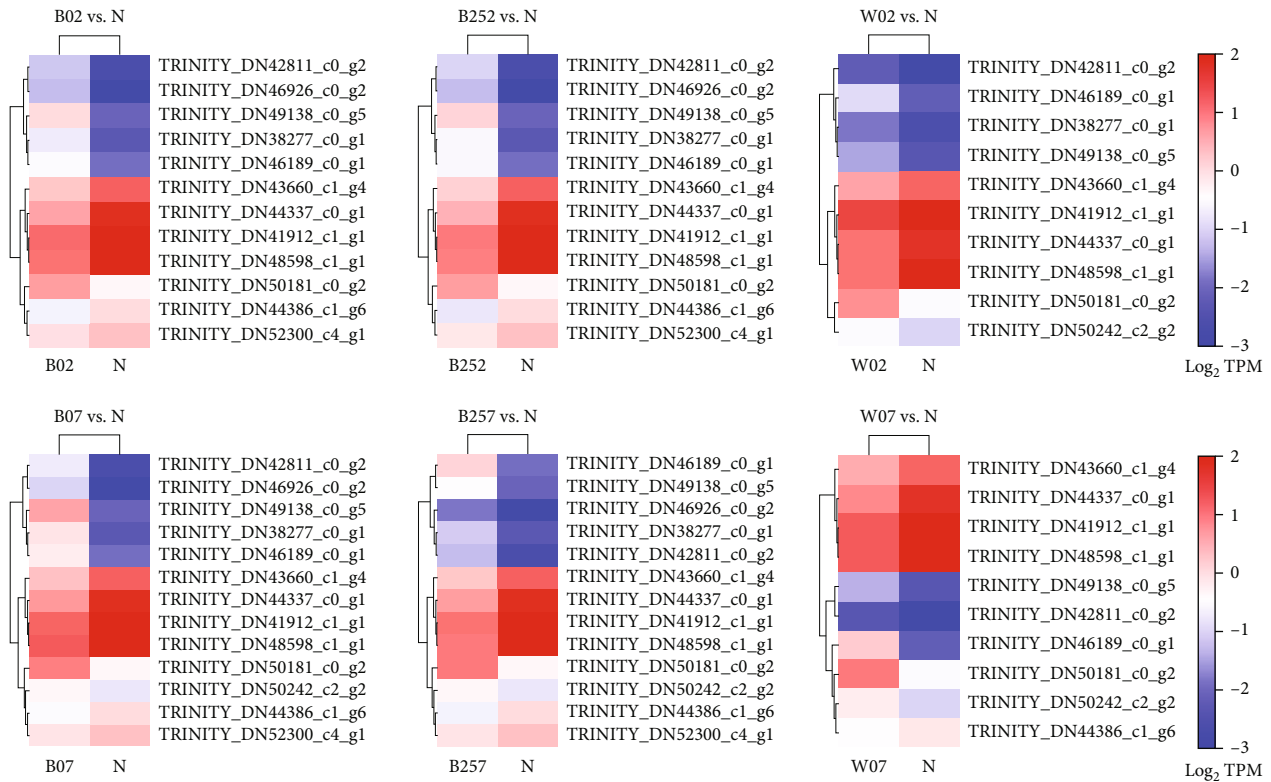 B02 vs. N
TRINITY_DN42811_c0_g2
TRINITY_DN46926_c0_g2
TRINITY_DN49138_c0_g5
TRINITY_DN38277_c0_g1
TRINITY_DN46189_c0_g1
TRINITY_DN43660_c1_g4
TRINITY_DN44337_c0_g1
TRINITY_DN41912_c1_g1
TRINITY_DN48598_c1_g1
TRINITY_DN50181_c0_g2
TRINITY_DN44386_c1_g6
TRINITY_DN52300_c4_g1
B02 N
B252 vs. N
TRINITY_DN42811_c0_g2
TRINITY_DN46926_c0_g2
TRINITY_DN49138_c0_g5
TRINITY_DN38277_c0_g1
TRINITY_DN46189_c0_g1
TRINITY_DN43660_c1_g4
TRINITY_DN44337_c0_g1
TRINITY_DN41912_c1_g1
TRINITY_DN48598_c1_g1
TRINITY_DN50181_c0_g2
TRINITY_DN44386_c1_g6
TRINITY_DN52300_c4_g1
B252 N
W02 vs. N
TRINITY_DN42811_c0_g2
TRINITY_DN46189_c0_g1
TRINITY_DN38277_c0_g1
TRINITY_DN49138_c0_g5
TRINITY_DN43660_c1_g4
TRINITY_DN41912_c1_g1
TRINITY_DN44337_c0_g1
TRINITY_DN48598_c1_g1
TRINITY_DN50181_c0_g2
TRINITY_DN50242_c2_g2
W02 N
2
1
0
−1
−2
−3
Log2 TPM
B07 vs. N
TRINITY_DN42811_c0_g2
TRINITY_DN46926_c0_g2
TRINITY_DN49138_c0_g5
TRINITY_DN38277_c0_g1
TRINITY_DN46189_c0_g1
TRINITY_DN43660_c1_g4
TRINITY_DN44337_c0_g1
TRINITY_DN41912_c1_g1
TRINITY_DN48598_c1_g1
TRINITY_DN50181_c0_g2
TRINITY_DN50242_c2_g2
TRINITY_DN44386_c1_g6
TRINITY_DN52300_c4_g1
B07 N
B257 vs. N
TRINITY_DN46189_c0_g1
TRINITY_DN49138_c0_g5
TRINITY_DN46926_c0_g2
TRINITY_DN38277_c0_g1
TRINITY_DN42811_c0_g2
TRINITY_DN43660_c1_g4
TRINITY_DN44337_c0_g1
TRINITY_DN41912_c1_g1
TRINITY_DN48598_c1_g1
TRINITY_DN50181_c0_g2
TRINITY_DN50242_c2_g2
TRINITY_DN44386_c1_g6
TRINITY_DN52300_c4_g1
B257 N
W07 vs. N
TRINITY_DN43660_c1_g4
TRINITY_DN44337_c0_g1
TRINITY_DN41912_c1_g1
TRINITY_DN48598_c1_g1
TRINITY_DN49138_c0_g5
TRINITY_DN42811_c0_g2
TRINITY_DN46189_c0_g1
TRINITY_DN50181_c0_g2
TRINITY_DN50242_c2_g2
TRINITY_DN44386_c1_g6
W07 N
2
1
0
−1
−2
−3
Log2 TPM